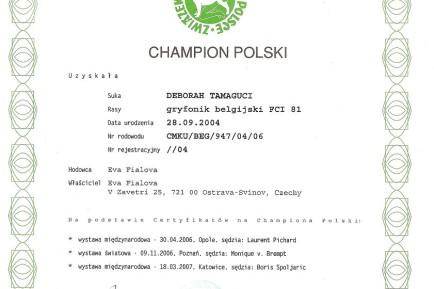 POLSCE * ZWIĄZEK
CHAMPION POLSKI
Uzyskała
Suka DEBORAH TAMAGUCI
Rasy gryfonik belgijski FCI 81
Data urodzenia 28.09.2004
Nr rodowodu CMKU/BEG/947/04/06
Nr rejestracyjny //04
Hodowca Eva Fialova
Właściciel Eva Fialova
V Zavetri 25, 721 00 Ostrava-Svinov, Czechy
Na podstawie Certyfikatów na Championa Polski:
* wystawa międzynarodowa - 30.04.2006, Opole, sędzia: Laurent Pichard
* wystawa światowa - 09.11.2006, Poznań, sędzia: Monique v. Brempt
* wystawa międzynarodowa - 18.03.2007, Katowice, sędzia: Boris Spoljaric